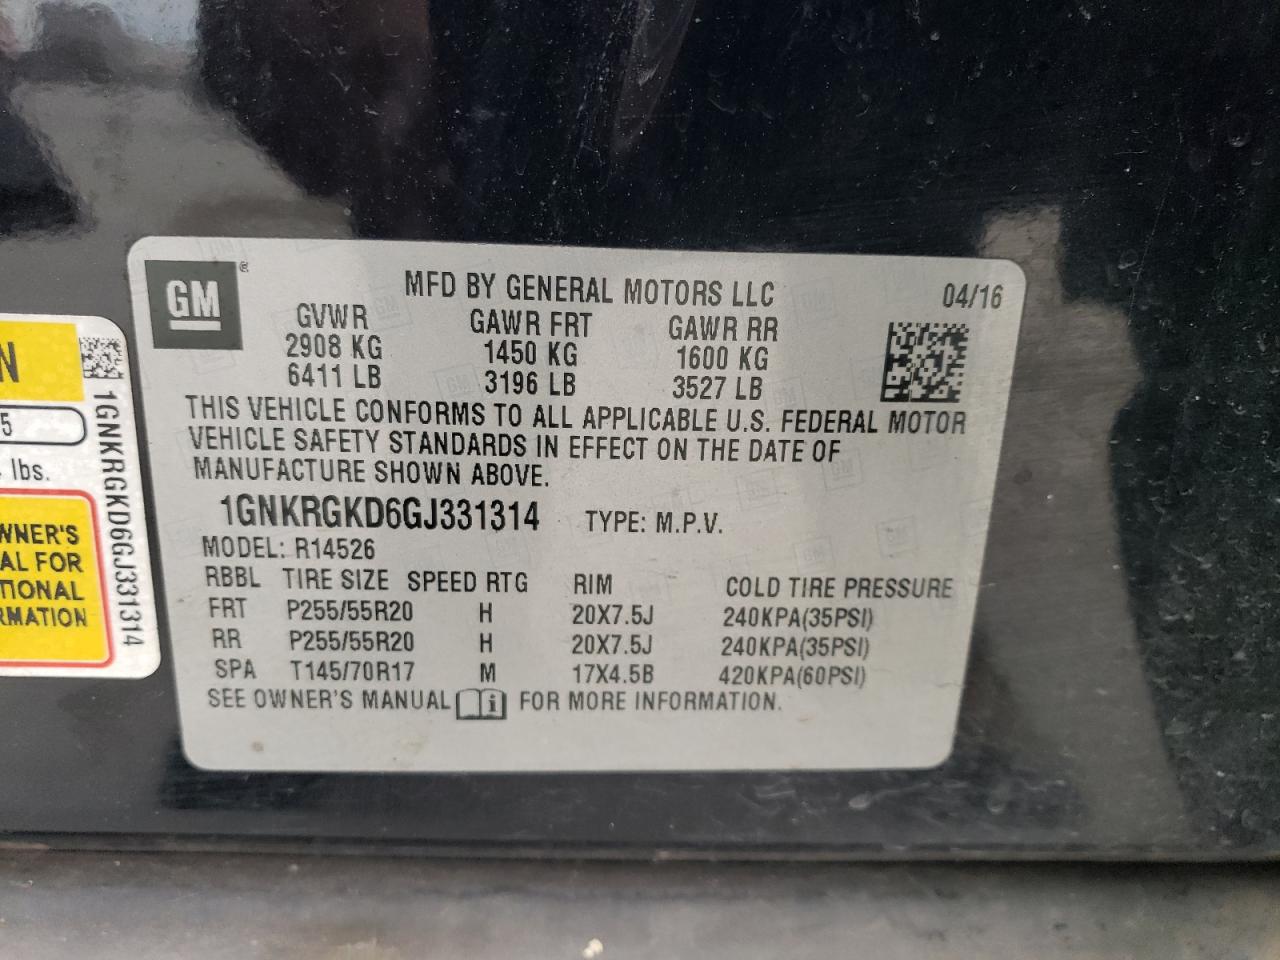 GM
®
MFD BY GENERAL MOTORS LLC
04/16
GVWR GAWR FRT GAWR RR
2908 KG 1450 KG 1600 KG
6411 LB 3196 LB 3527 LB
THIS VEHICLE CONFORMS TO ALL APPLICABLE U.S. FEDERAL MOTOR
VEHICLE SAFETY STANDARDS IN EFFECT ON THE DATE OF
MANUFACTURE SHOWN ABOVE.
1GNKRGKD6GJ331314 TYPE: M.P.V.
MODEL: R14526
RBBL TIRE SIZE SPEED RTG RIM COLD TIRE PRESSURE
FRT P255/55R20 H 20X7.5J 240KPA(35PSI)
RR P255/55R20 H 20X7.5J 240KPA(35PSI)
SPA T145/70R17 M 17X4.5B 420KPA(60PSI)
SEE OWNER'S MANUAL i FOR MORE INFORMATION.
N
5
lbs.
WNER'S
AL FOR
TIONAL
RMATION
1GNKRGKD6GJ331314